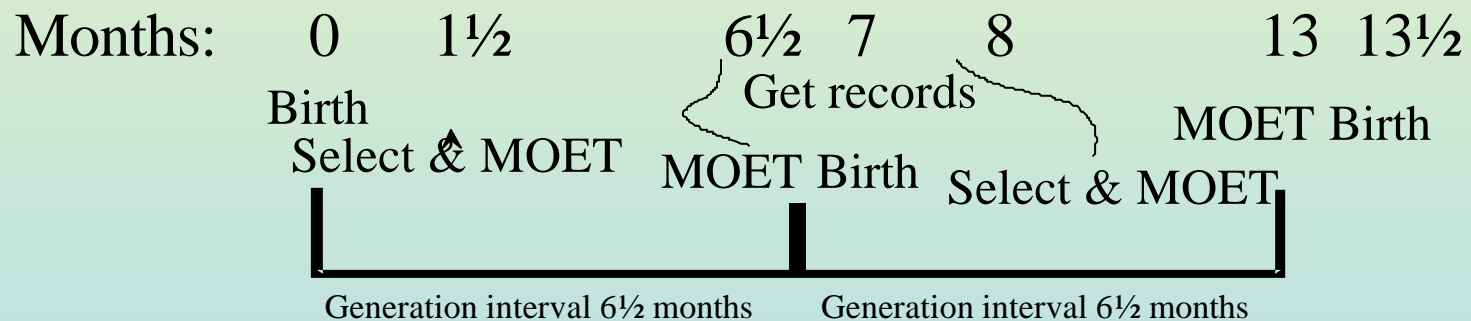 Months: 0 1½ 6½ 7 8 13 13½
Get records
Birth
MOET Birth
Select & MOET
MOET Birth
Select & MOET
Generation interval 6½ months Generation interval 6½ months